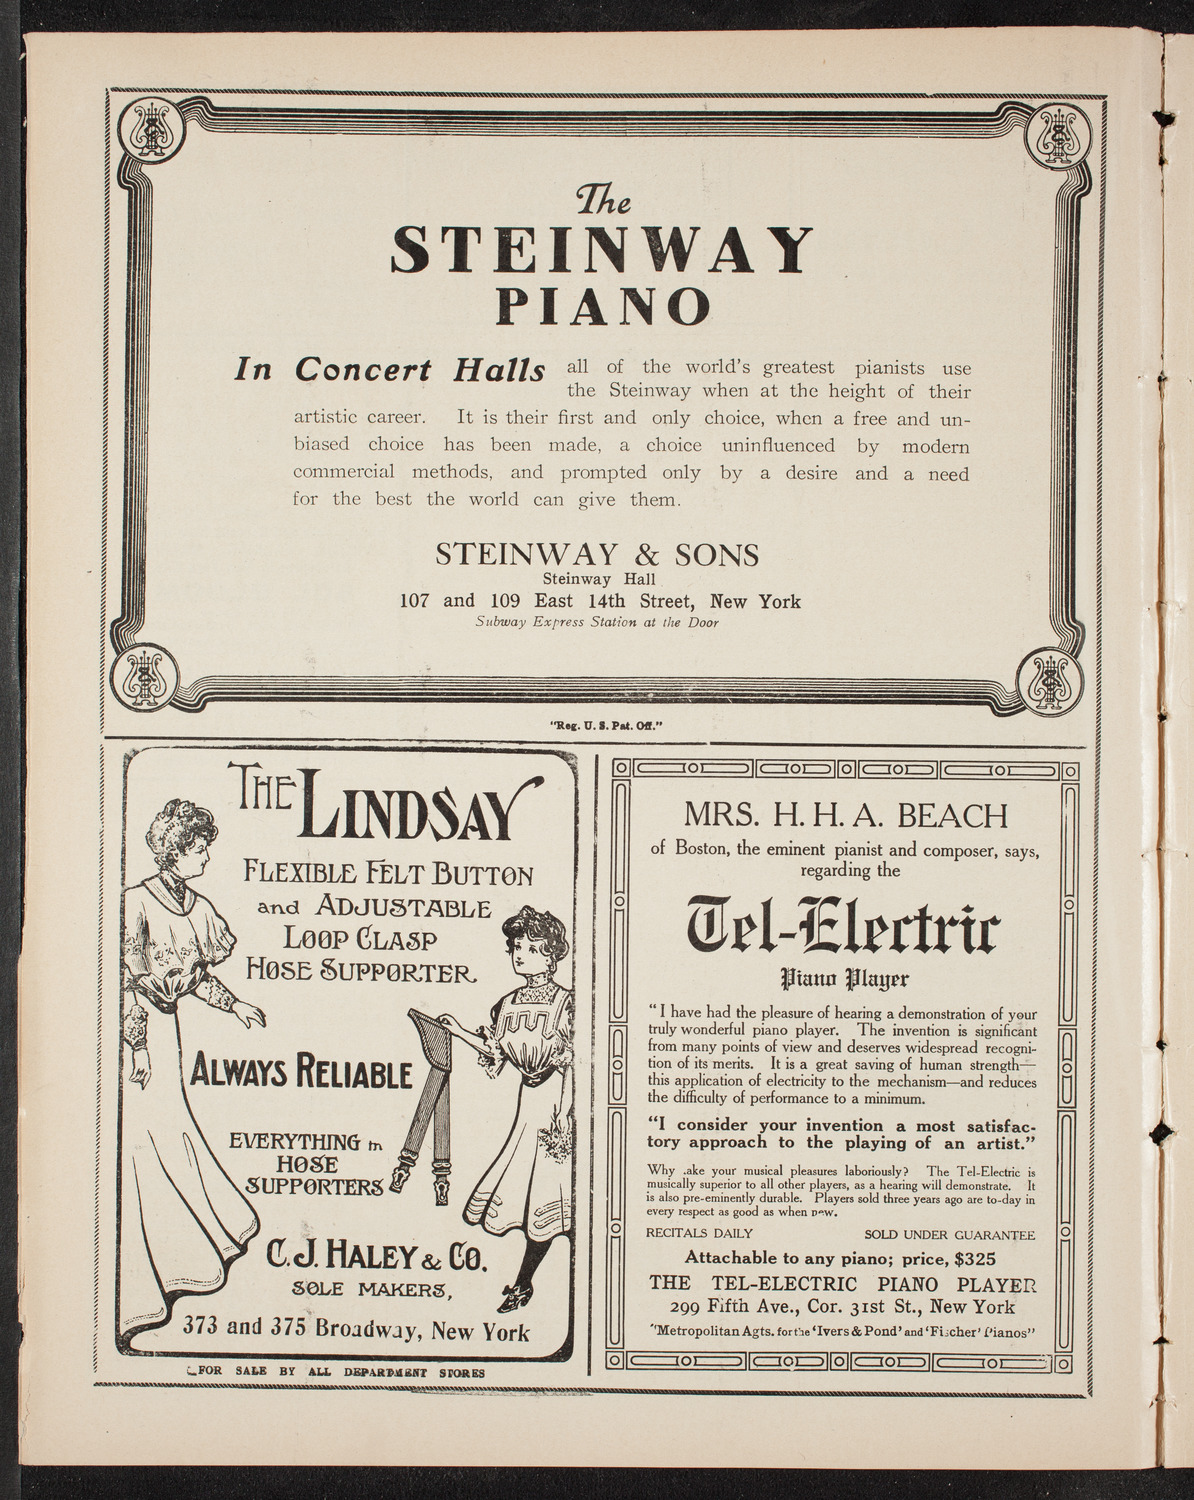 The
STEINWAY
PIANO
In Concert Halls all of the world's greatest pianists use
the Steinway when at the height of their
artistic career. It is their first and only choice, when a free and un-
biased choice has been made, a choice uninfluenced by modern
commercial methods, and prompted only by a desire and a need
for the best the world can give them.
STEINWAY & SONS
Steinway Hall
107 and 109 East 14th Street, New York
Subway Express Station at the Door
"Reg. U. S. Pat. Off."
THE LINDSAY
FLEXIBLE FELT BUTTON
and ADJUSTABLE
LOOP CLASP
HOSE SUPPORTER.
ALWAYS RELIABLE
EVERYTHING in
HOSE
SUPPORTERS
C. J. HALEY & CO.
SOLE MAKERS,
373 and 375 Broadway, New York
FOR SALE BY ALL DEPARTMENT STORES
MRS. H. H. A. BEACH
of Boston, the eminent pianist and composer, says,
regarding the
Tel-Electric
Piano Player
"I have had the pleasure of hearing a demonstration of your
truly wonderful piano player. The invention is significant
from many points of view and deserves widespread recogni-
tion of its merits. It is a great saving of human strength—
this application of electricity to the mechanism—and reduces
the difficulty of performance to a minimum.
"I consider your invention a most satisfac-
tory approach to the playing of an artist."
Why .ake your musical pleasures laboriously? The Tel-Electric is
musically superior to all other players, as a hearing will demonstrate. It
is also pre-eminently durable. Players sold three years ago are to-day in
every respect as good as when new.
RECITALS DAILY SOLD UNDER GUARANTEE
Attachable to any piano; price, $325
THE TEL-ELECTRIC PIANO PLAYER
299 Fifth Ave., Cor. 31st St., New York
"Metropolitan Agts. for the 'Ivers & Pond' and 'Fischer' Pianos"